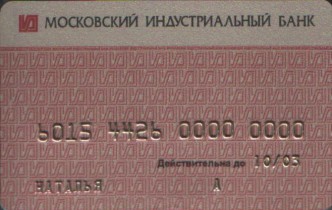 МОСКОВСКИЙ ИНДУСТРИАЛЬНЫЙ БАНК
6015 4426 0000 0000
Действительна до 10/03
НАТАЛЬЯ А